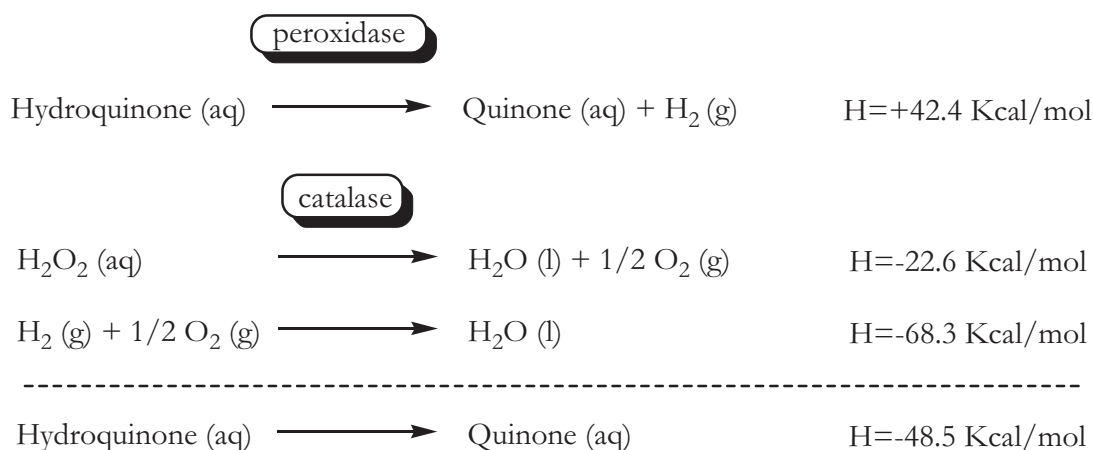 peroxidase
Hydroquinone (aq) Quinone (aq) + H₂ (g) H=+42.4 Kcal/mol
catalase
H₂O₂ (aq) H₂O (l) + 1/2 O₂ (g) H=-22.6 Kcal/mol
H₂ (g) + 1/2 O₂ (g) H₂O (l) H=-68.3 Kcal/mol
Hydroquinone (aq) Quinone (aq) H=-48.5 Kcal/mol